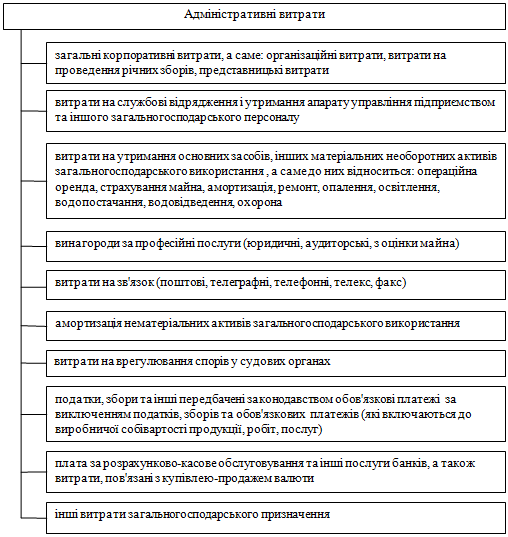 Адміністративні витрати
загальні корпоративні витрати, а саме: організаційні витрати, витрати на
проведення річних зборів, представницькі витрати
витрати на службові відрядження і утримання апарату управління підприємством
та іншого загальногосподарського персоналу
витрати на утримання основних засобів, інших матеріальних необоротних активів
загальногосподарського використання , а саме до них відноситься: операційна
оренда, страхування майна, амортизація, ремонт, опалення, освітлення,
водопостачання, водовідведення, охорона
винагороди за професійні послуги (юридичні, аудиторські, з оцінки майна)
витрати на зв'язок (поштові, телеграфні, телефонні, телекс, факс)
амортизація нематеріальних активів загальногосподарського використання
витрати на врегулювання спорів у судових органах
податки, збори та інші передбачені законодавством обов'язкові платежі за
виключенням податків, зборів та обов'язкових платежів (які включаються до
виробничої собівартості продукції, робіт, послуг)
плата за розрахунково-касове обслуговування та інші послуги банків, а також
витрати, пов'язані з купівлею-продажем валюти
інші витрати загальногосподарського призначення